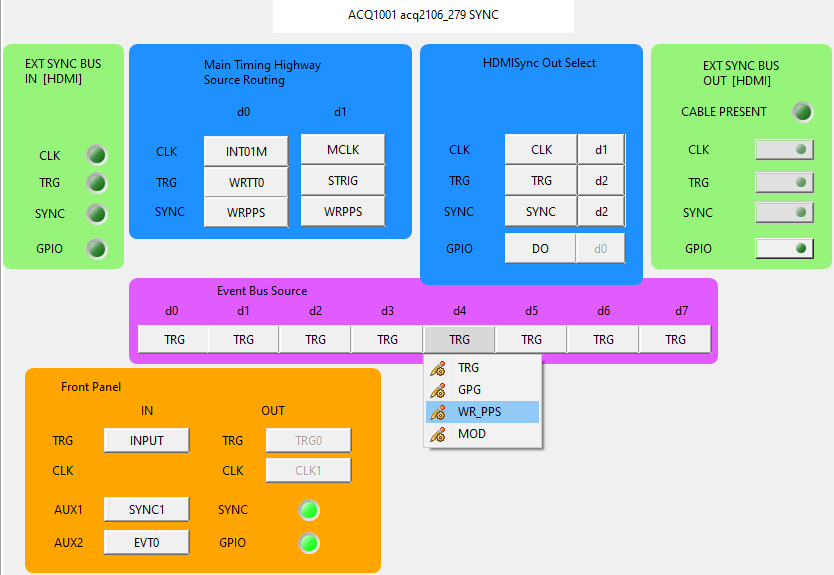 ACQ1001 acq2106_279 SYNC
EXT SYNC BUS
IN [HDMI]
CLK
TRG
SYNC
GPIO
Main Timing Highway
Source Routing
d0 d1
CLK INT01M MCLK
TRG WRTT0 STRIG
SYNC WRPPS WRPPS
HDMISync Out Select
CLK CLK d1
TRG TRG d2
SYNC SYNC d2
GPIO DO d0
EXT SYNC BUS
OUT [HDMI]
CABLE PRESENT
CLK
TRG
SYNC
GPIO
Event Bus Source
d0 d1 d2 d3 d4 d5 d6 d7
TRG TRG TRG TRG TRG TRG TRG TRG
TRG
GPG
WR_PPS
MOD
Front Panel
IN OUT
TRG INPUT TRG TRG0
CLK CLK CLK1
AUX1 SYNC1 SYNC
AUX2 EVT0 GPIO